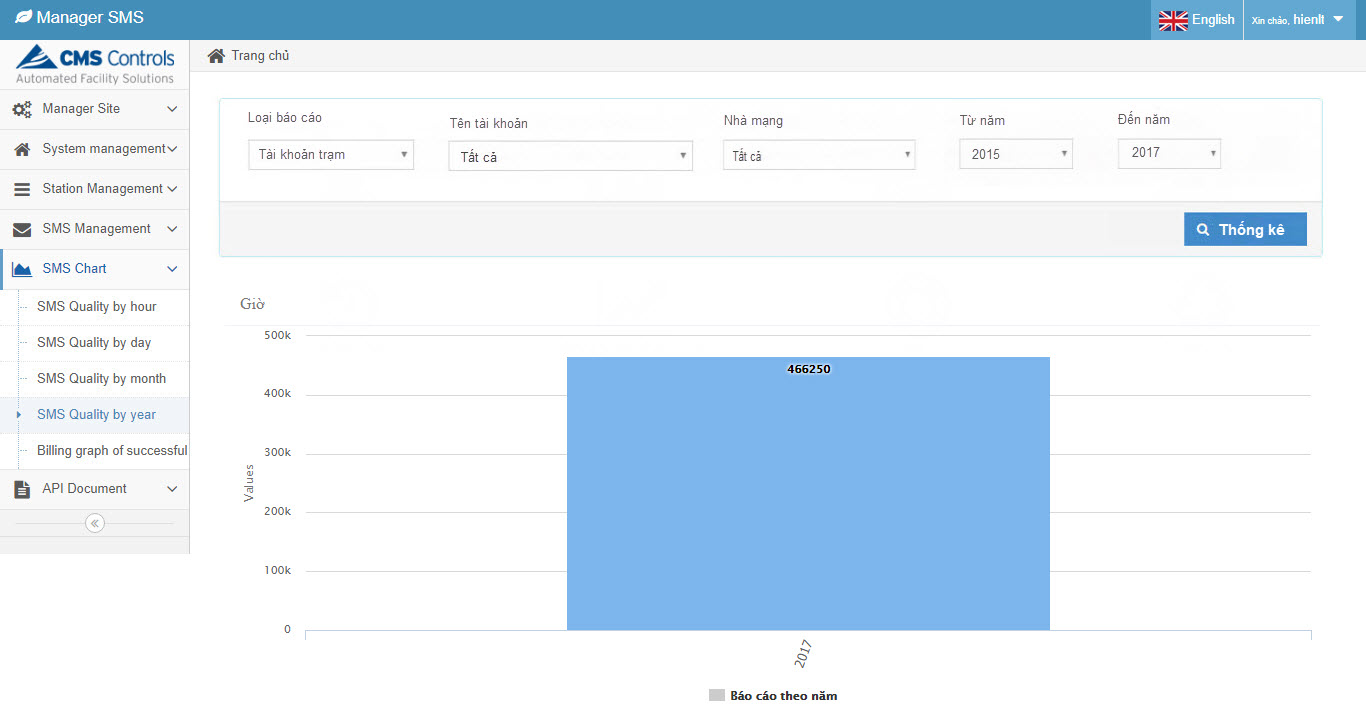 Manager SMS
English
Xin chào, hienlt
CMS Controls
Automated Facility Solutions
Trang chủ
Manager Site
System management
Station Management
SMS Management
SMS Chart
SMS Quality by hour
SMS Quality by day
SMS Quality by month
SMS Quality by year
Billing graph of successful
API Document
Loại báo cáo
Tên tài khoản
Nhà mạng
Từ năm
Đến năm
Tài khoản trạm
Tất cả
Tất cả
2015
2017
Thống kê
Giờ
500k
400k
300k
200k
100k
0
Values
466250
2017
Báo cáo theo năm